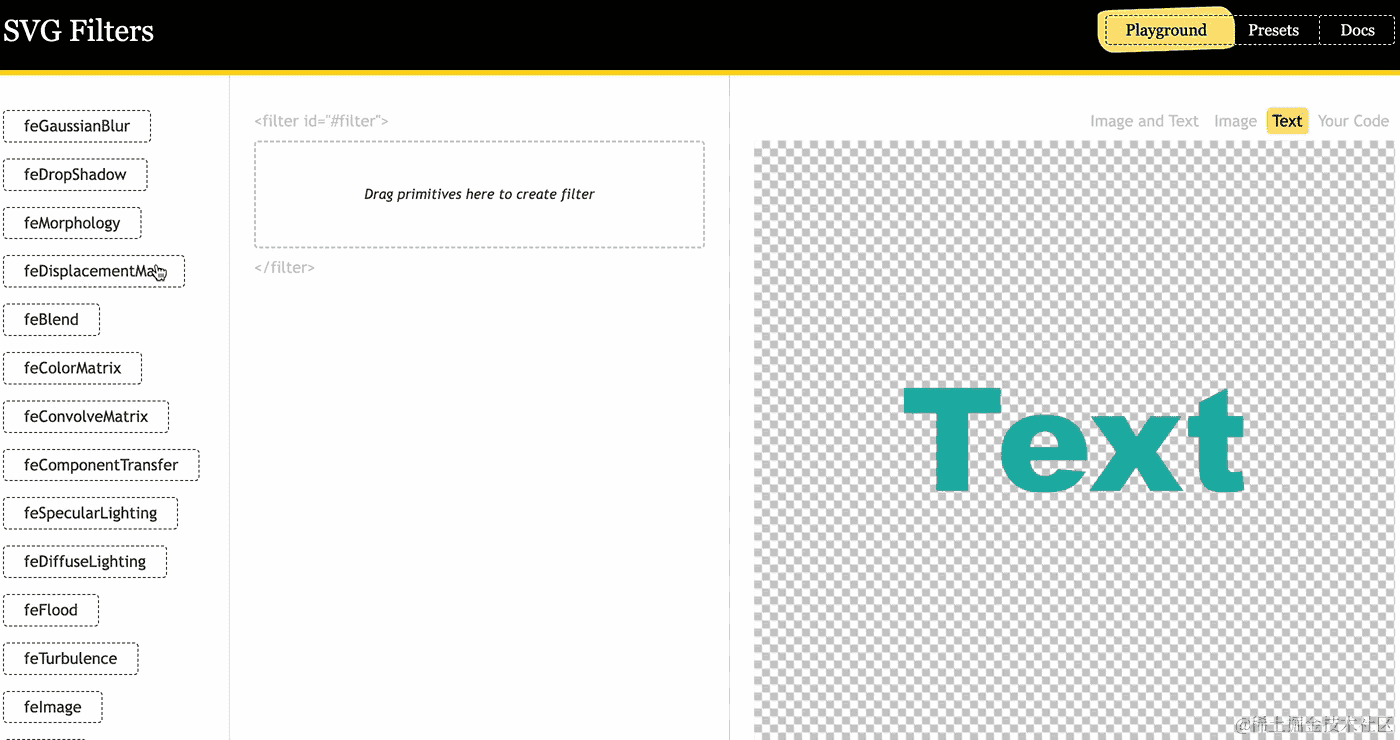 SVG Filters
Playground
Presets
Docs
feGaussianBlur
feDropShadow
feMorphology
feDisplacementMa
feBlend
feColorMatrix
feConvolveMatrix
feComponentTransfer
feSpecularLighting
feDiffuseLighting
feFlood
feTurbulence
feImage
<filter id="#filter">
Drag primitives here to create filter
</filter>
Image and Text
Image
Text
Your Code
Text
@稀土掘金技术社区